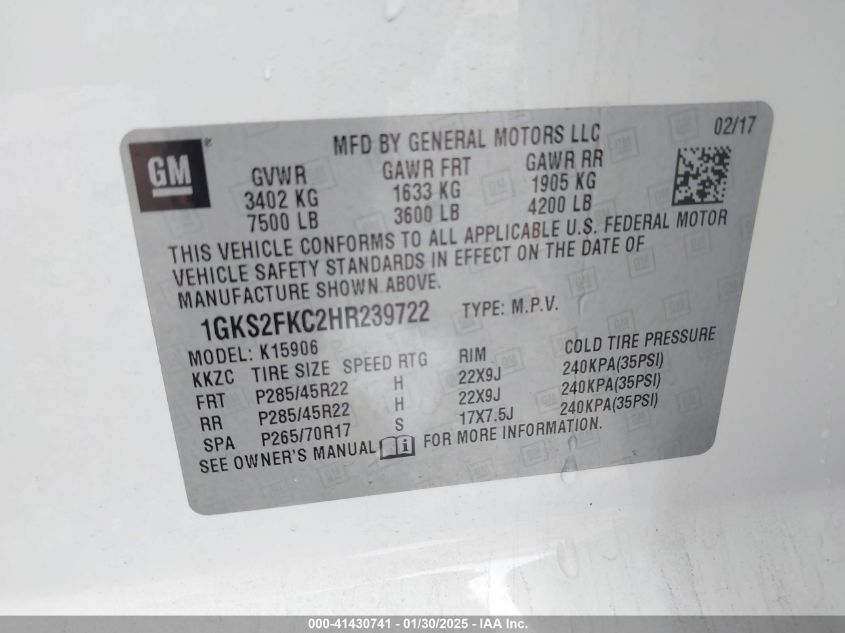 GM
MFD BY GENERAL MOTORS LLC 02/17
GVWR GAWR FRT GAWR RR
3402 KG 1633 KG 1905 KG
7500 LB 3600 LB 4200 LB
THIS VEHICLE CONFORMS TO ALL APPLICABLE U.S. FEDERAL MOTOR
VEHICLE SAFETY STANDARDS IN EFFECT ON THE DATE OF
MANUFACTURE SHOWN ABOVE.
1GKS2FKC2HR239722 TYPE: M.P.V.
MODEL: K15906
KKZC TIRE SIZE SPEED RTG RIM COLD TIRE PRESSURE
FRT P285/45R22 H 22X9J 240KPA(35PSI)
RR P285/45R22 H 22X9J 240KPA(35PSI)
SPA P265/70R17 S 17X7.5J 240KPA(35PSI)
SEE OWNER'S MANUAL FOR MORE INFORMATION.
000-41430741 - 01/30/2025 - IAA Inc.